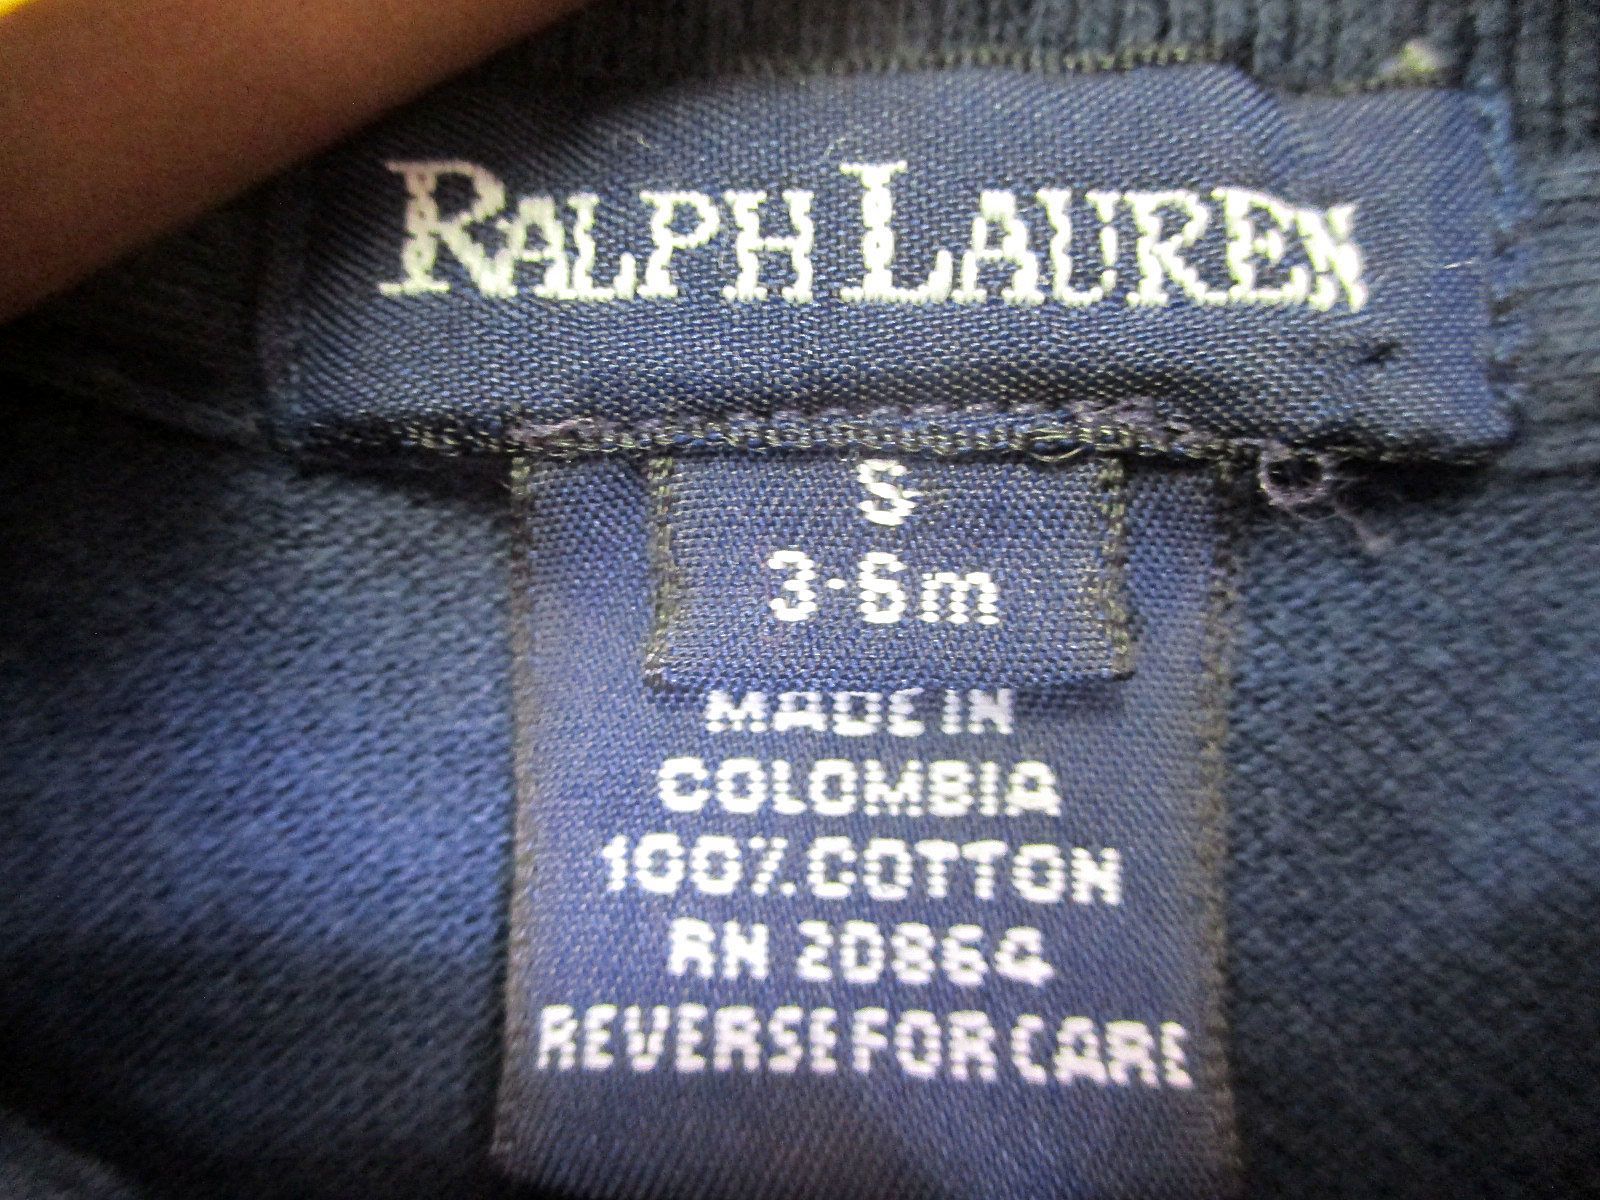 RALPH LAUREN
S
3-6m
MADE IN
COLOMBIA
100% COTTON
RN 20864
REVERSE FOR CARE